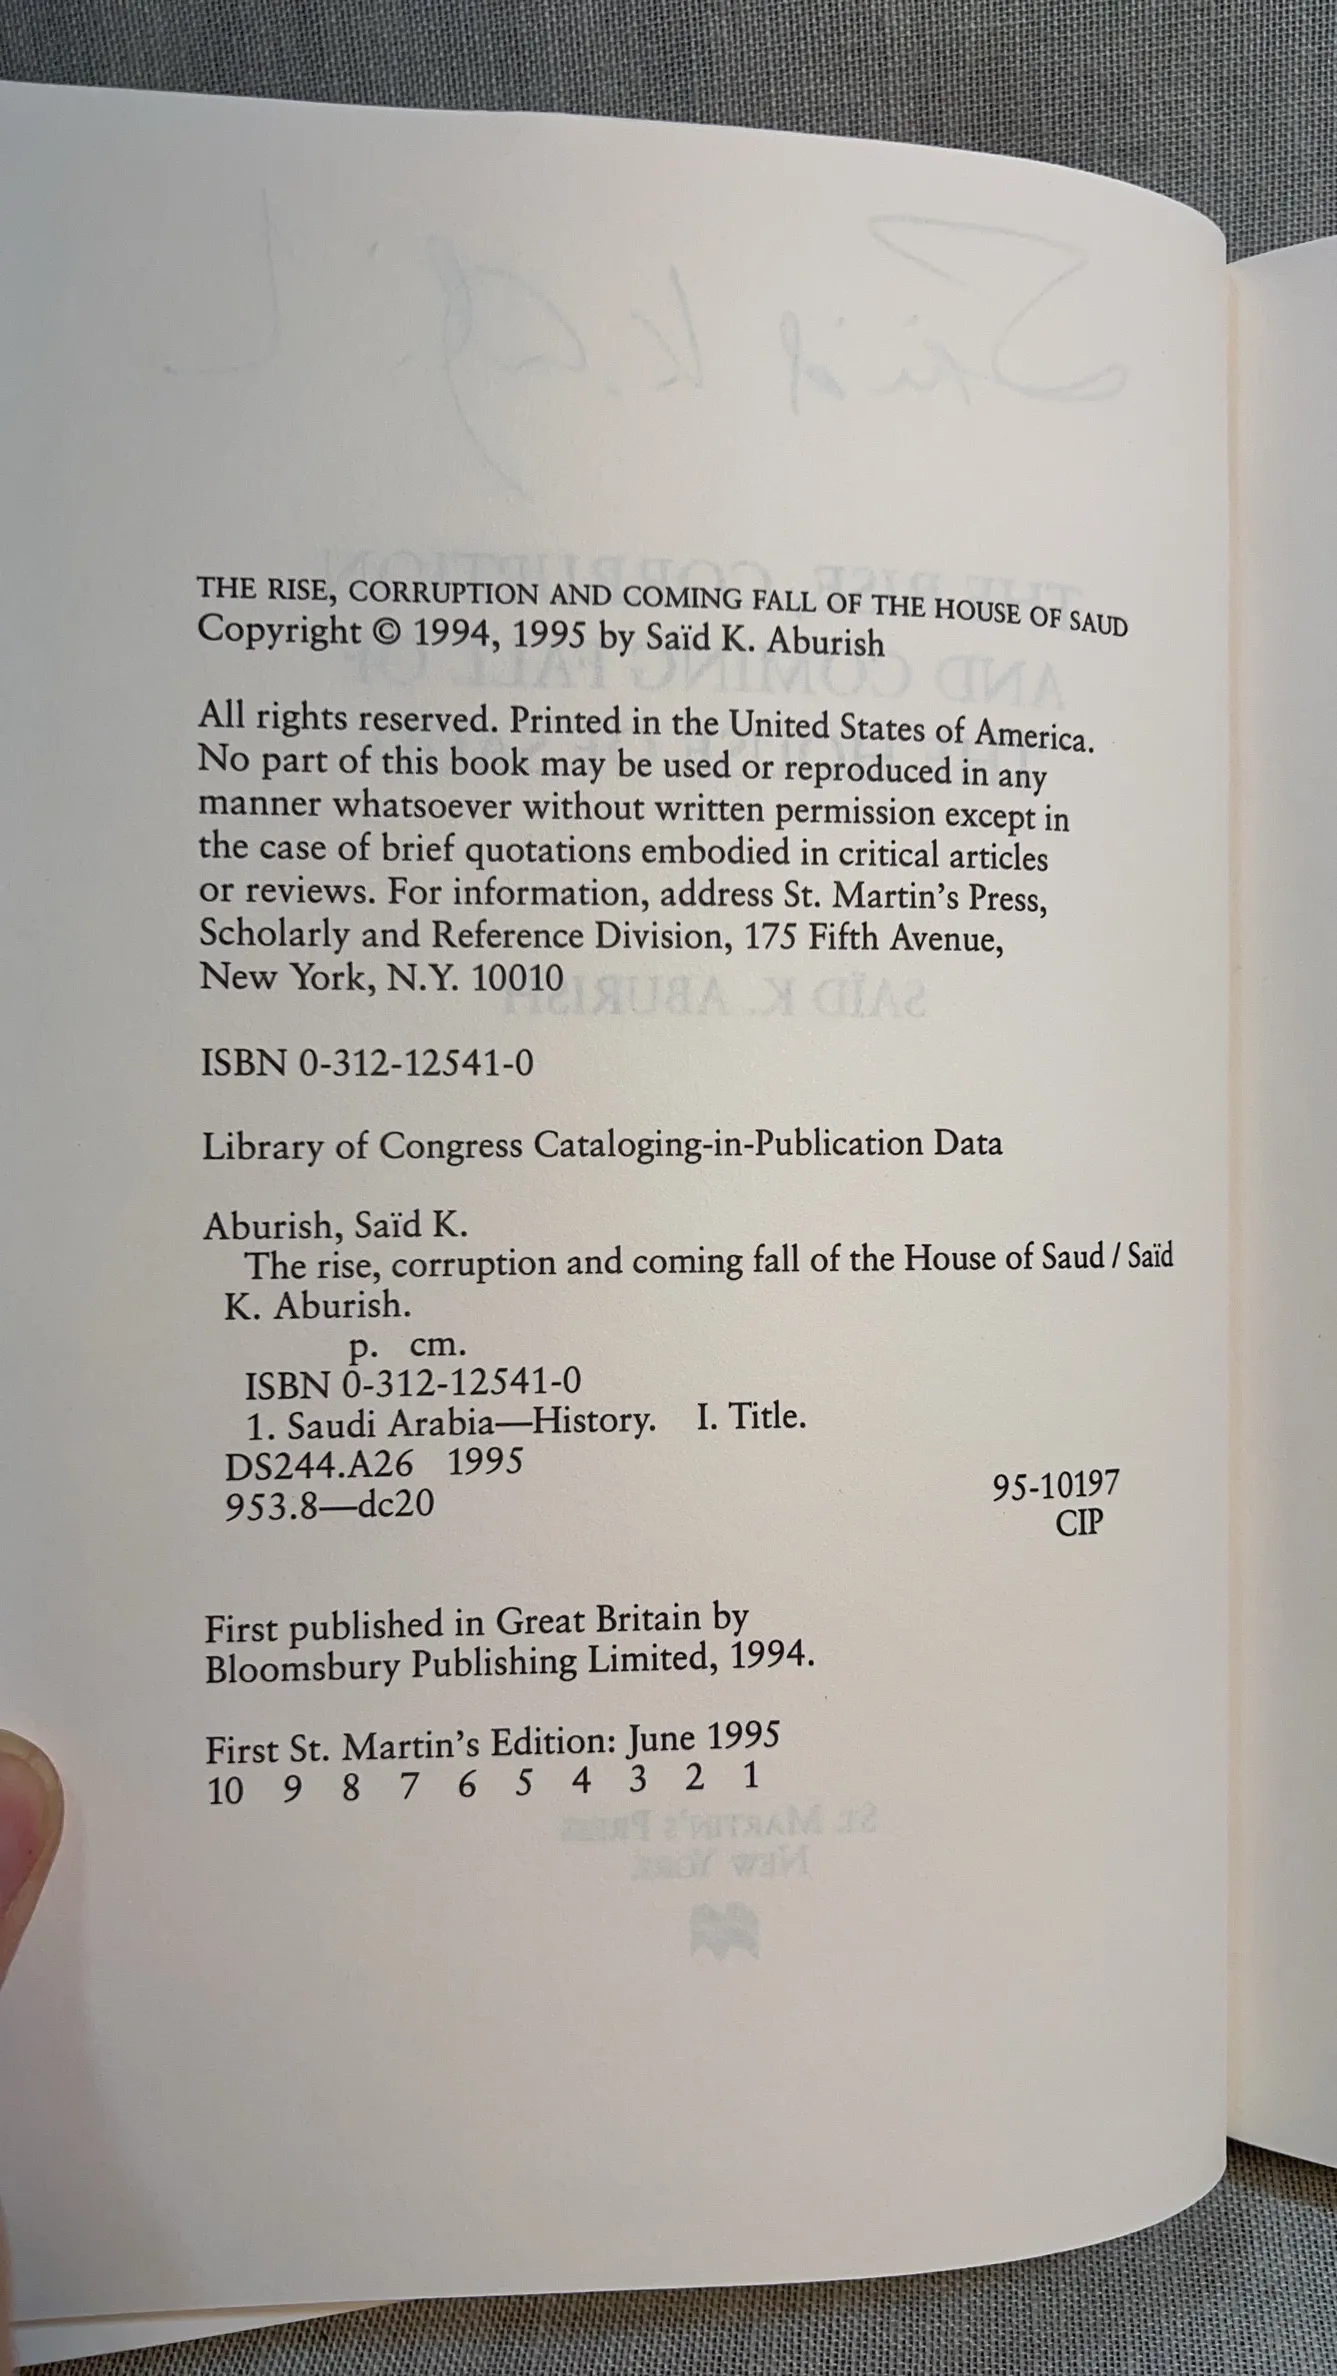 THE RISE, CORRUPTION AND COMING FALL OF THE HOUSE OF SAUD
Copyright © 1994, 1995 by Saïd K. Aburish
All rights reserved. Printed in the United States of America.
No part of this book may be used or reproduced in any
manner whatsoever without written permission except in
the case of brief quotations embodied in critical articles
or reviews. For information, address St. Martin's Press,
Scholarly and Reference Division, 175 Fifth Avenue,
New York, N.Y. 10010
ISBN 0-312-12541-0
Library of Congress Cataloging-in-Publication Data
Aburish, Saïd K.
The rise, corruption and coming fall of the House of Saud / Saïd
K. Aburish.
p. cm.
ISBN 0-312-12541-0
1. Saudi Arabia—History. I. Title.
DS244.A26 1995
953.8—dc20
95-10197
CIP
First published in Great Britain by
Bloomsbury Publishing Limited, 1994.
First St. Martin's Edition: June 1995
10 9 8 7 6 5 4 3 2 1